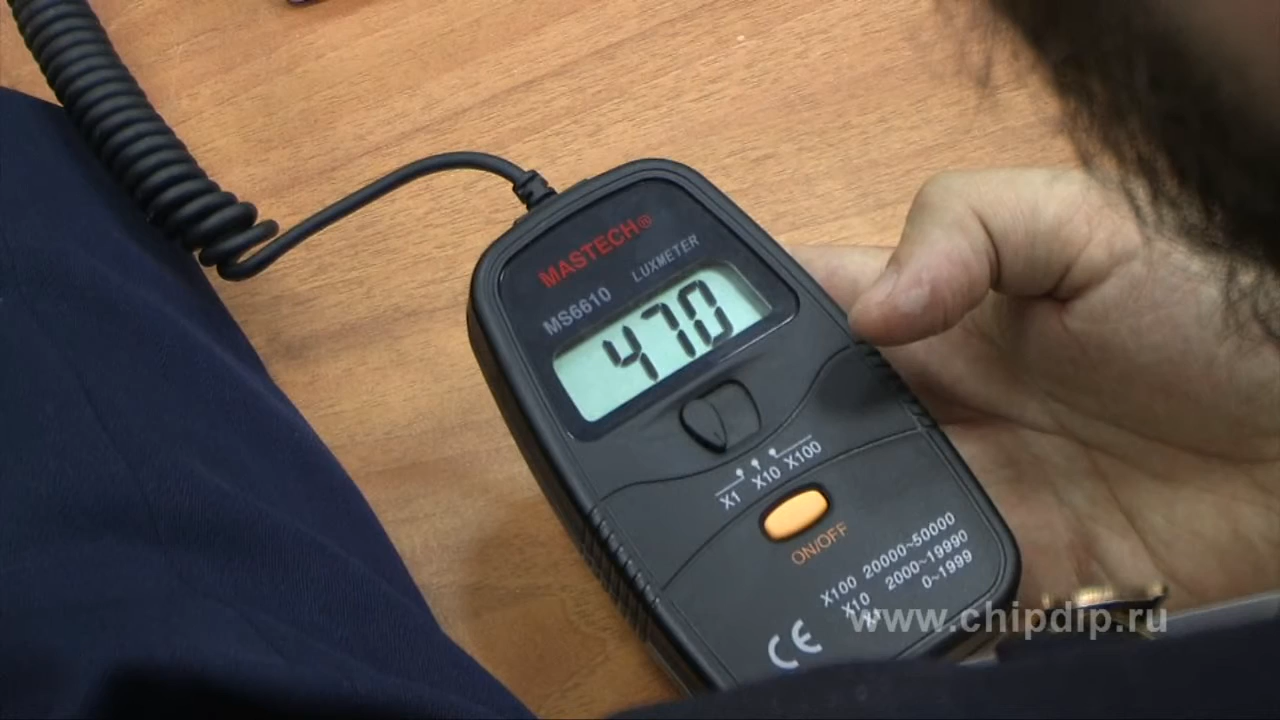 MASTECH®
MS6610 LUXMETER
470
X1 X10 X100
ON/OFF
X100 20000~50000
X10 2000~19990
X1 0~1999
CE
www.chipdip.ru